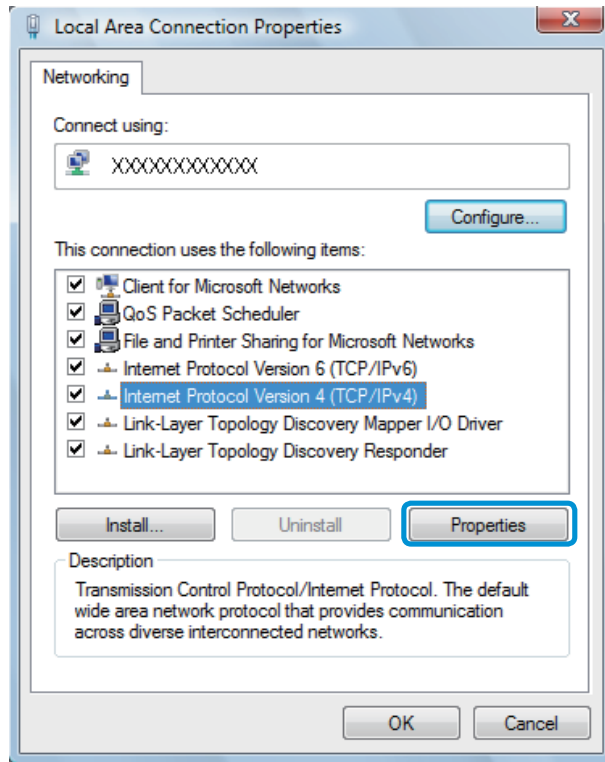 Local Area Connection Properties
Networking
Connect using:
XXXXXXXXXXXX
Configure...
This connection uses the following items:
Client for Microsoft Networks
QoS Packet Scheduler
File and Printer Sharing for Microsoft Networks
Internet Protocol Version 6 (TCP/IPv6)
Internet Protocol Version 4 (TCP/IPv4)
Link-Layer Topology Discovery Mapper I/O Driver
Link-Layer Topology Discovery Responder
Install... Uninstall Properties
Description
Transmission Control Protocol/Internet Protocol. The default
wide area network protocol that provides communication
across diverse interconnected networks.
OK Cancel